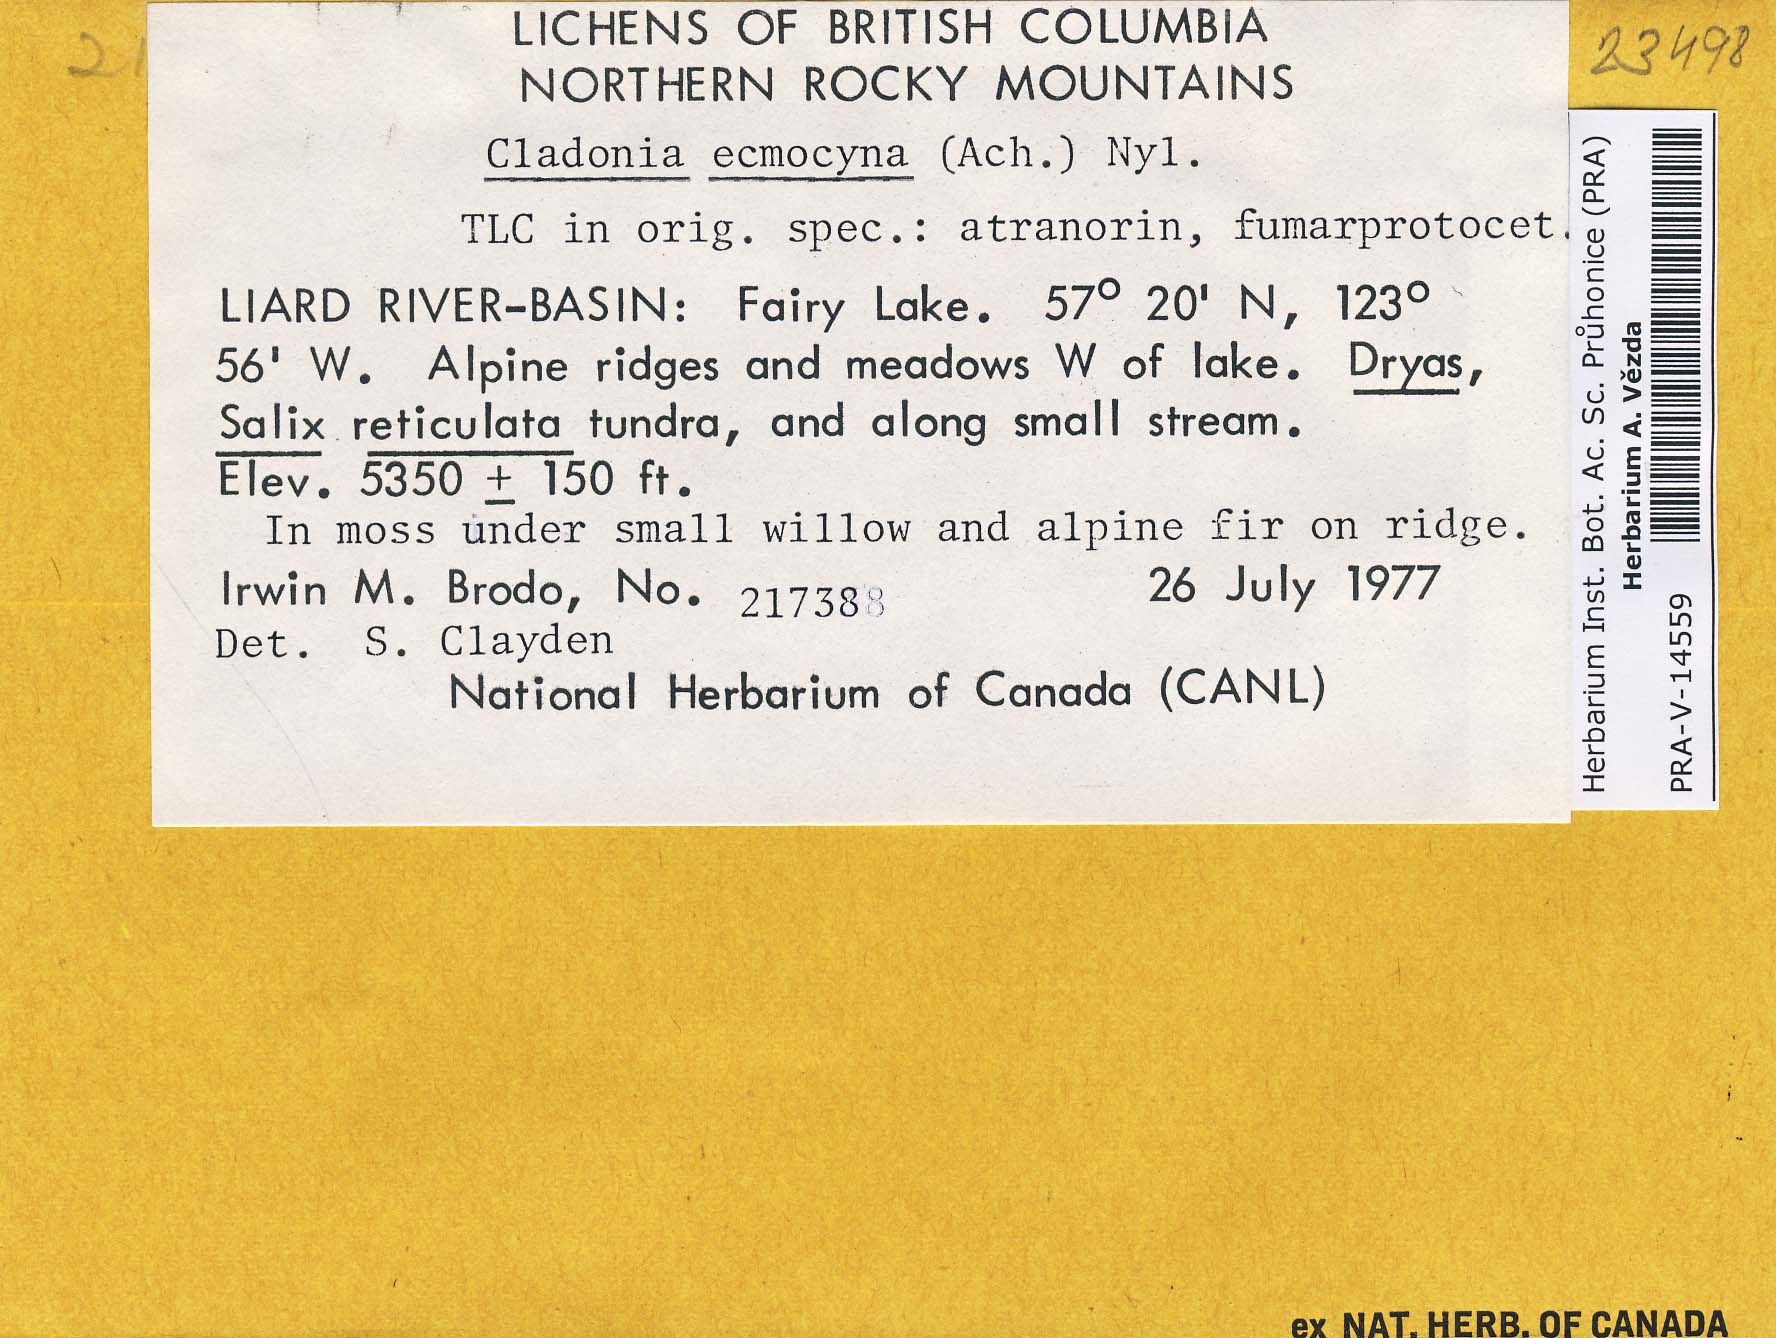 LICHENS OF BRITISH COLUMBIA
NORTHERN ROCKY MOUNTAINS
Cladonia ecmocyna (Ach.) Nyl.
TLC in orig. spec.: atranorin, fumarprotocet.
LIARD RIVER-BASIN: Fairy Lake. 57° 20' N, 123°
56' W. Alpine ridges and meadows W of lake. Dryas,
Salix reticulata tundra, and along small stream.
Elev. 5350 ± 150 ft.
In moss under small willow and alpine fir on ridge.
Irwin M. Brodo, No. 217388 26 July 1977
Det. S. Clayden
National Herbarium of Canada (CANL)
23498
Herbarium Inst. Bot. Ac. Sc. Průhonice (PRA)
Herbarium A. Vězda
PRA-V-14559
ex NAT. HERB. OF CANADA